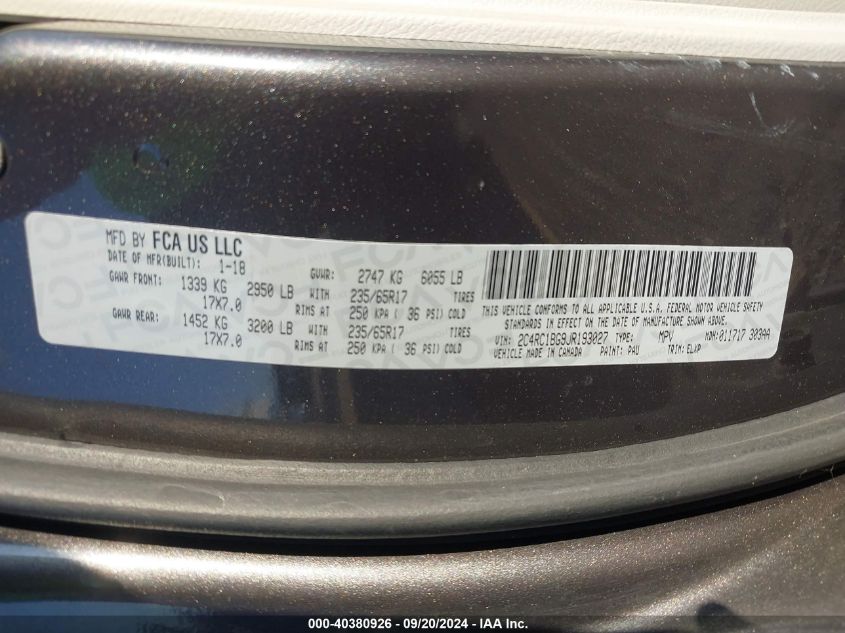 MFD BY FCA US LLC
DATE OF MFR(BUILT): 1-18 GVWR: 2747 KG 6055 LB
GAWR FRONT: 1339 KG 2950 LB WITH 235/65R17 TIRES
17X7.0 RIMS AT 250 KPA ( 36 PSI) COLD
GAWR REAR: 1452 KG 3200 LB WITH 235/65R17 TIRES
17X7.0 RIMS AT 250 KPA ( 36 PSI) COLD
THIS VEHICLE CONFORMS TO ALL APPLICABLE U.S.A. FEDERAL MOTOR VEHICLE SAFETY
STANDARDS IN EFFECT ON THE DATE OF MANUFACTURE SHOWN ABOVE.
VIN: 2C4RC1BG9JR193027 TYPE: MPV MDH:011717 303AA
VEHICLE MADE IN CANADA PAINT: PAU TRIM:
000-40380926 - 09/20/2024 - IAA Inc.